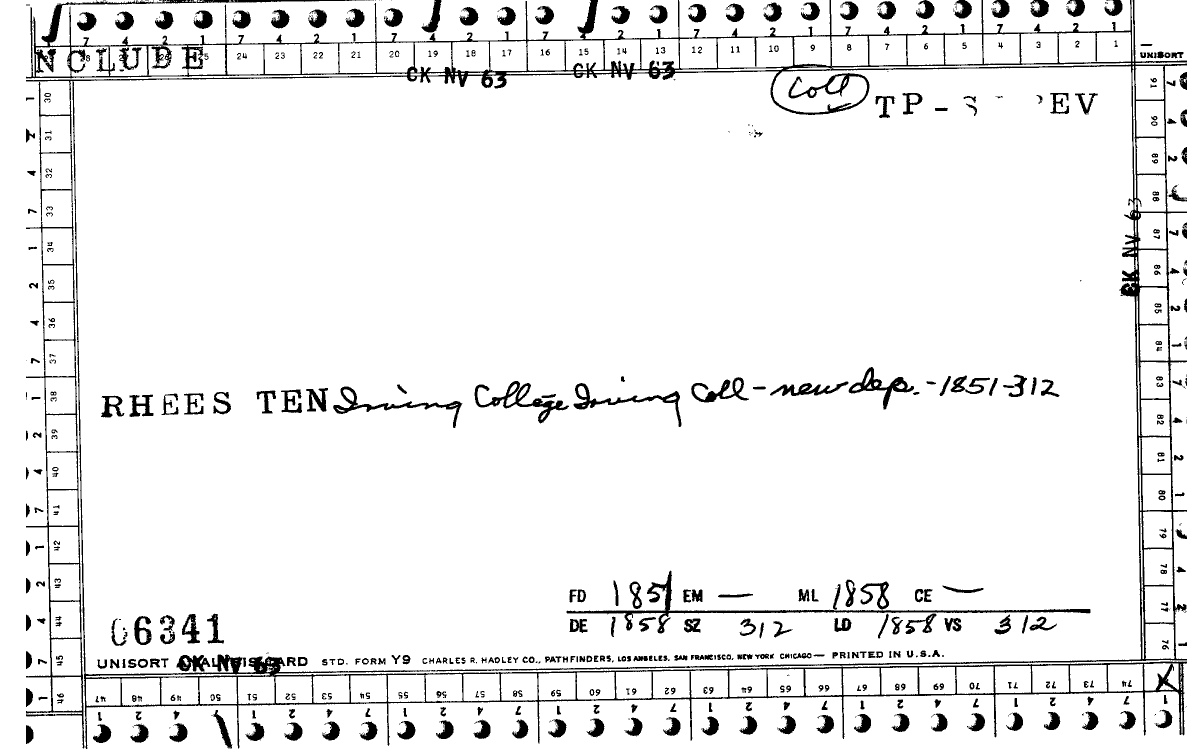 7 4 2 1 7 4 2 1 7 4 2 1 7 2 1 7 4 2 1 7 4 2 1 7 4 2 1
24 23 22 21 20 19 18 17 16 15 14 13 12 11 10 9 8 7 6 5 4 3 2 1
NCLUDE
UNISORT
CK NV 63 CK NV 63
Coll TP-S EV
CK NV 63
30 31 32 33 34 35 36 37 38 39 40 41 42 43 44 45 46
91 90 89 88 87 86 85 84 83 82 81 80 79 78 77 76
RHEES TEN Irving College Irving Coll - new dep. - 1851-312
FD 1851 EM — ML 1858 CE —
DE 1858 SZ 312 LD 1858 VS 312
06341
UNISORT ANALYSIS CARD STD. FORM Y9 CHARLES R. HADLEY CO., PATHFINDERS, LOS ANGELES, SAN FRANCISCO, NEW YORK CHICAGO — PRINTED IN U.S.A.
CK NV 63
47 48 49 50 51 52 53 54 55 56 57 58 59 60 61 62 63 64 65 66 67 68 69 70 71 72 73 74 X
1 2 4 1 2 4 7 1 2 4 7 1 2 4 7 1 2 4 7 1 2 4 7 1 2 4 7 1